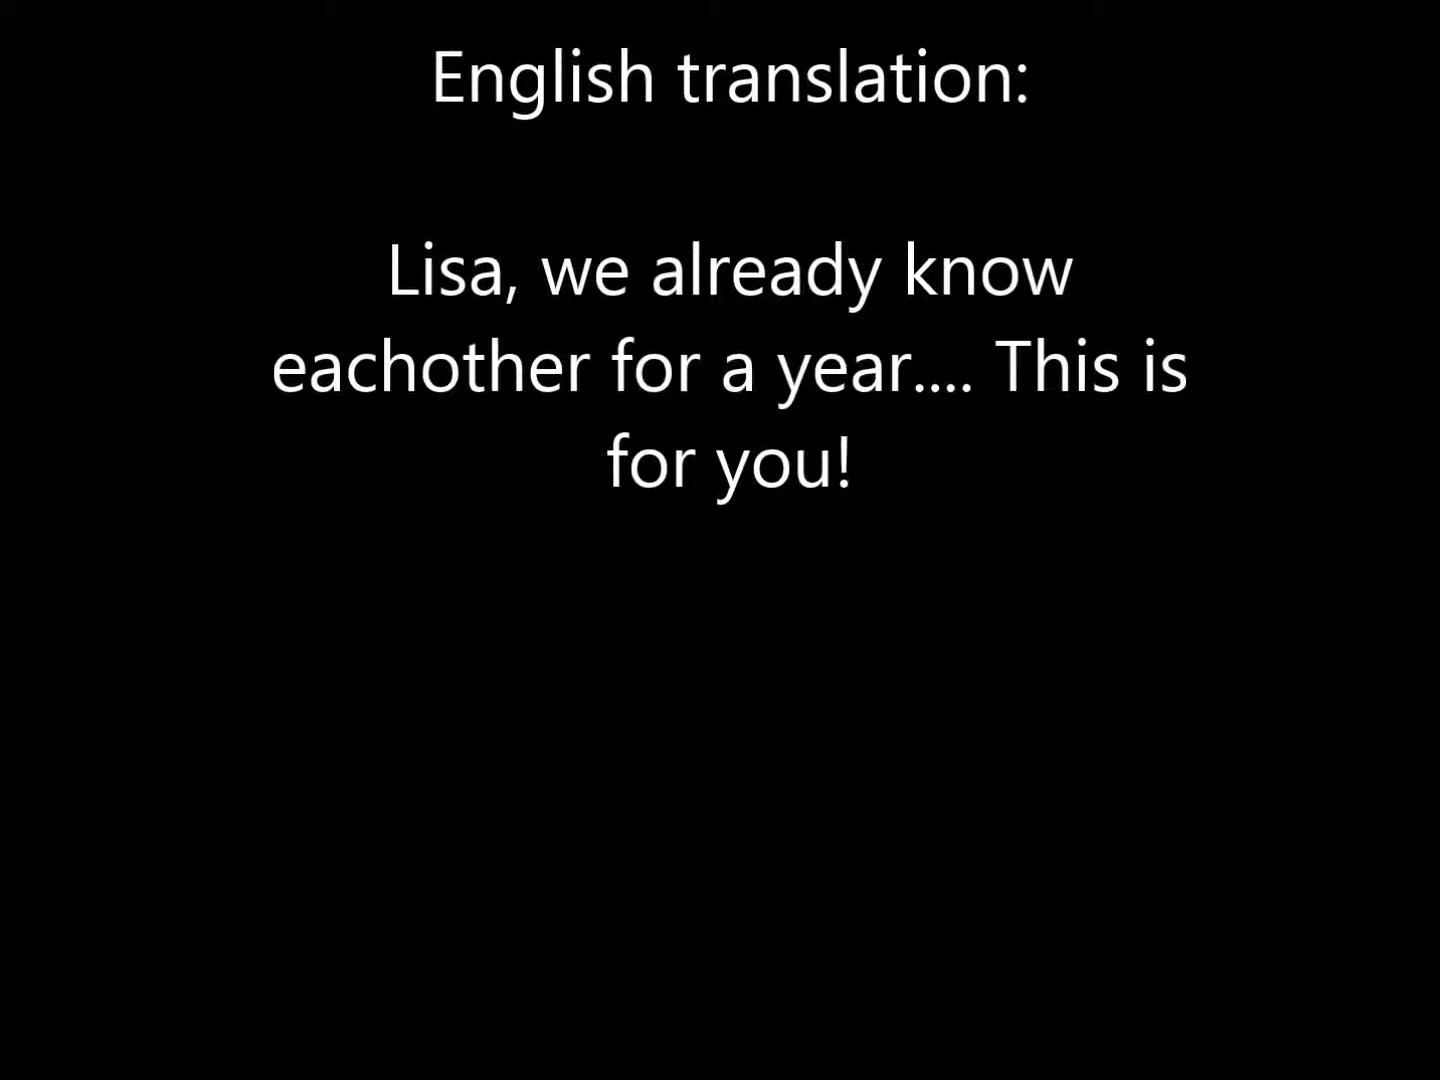 English translation:
Lisa, we already know
eachother for a year.... This is
for you!